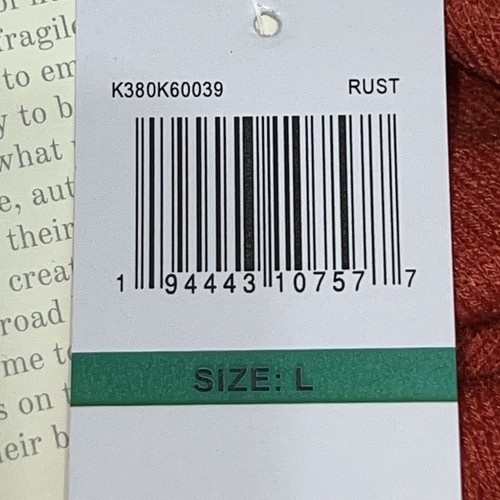 fragile
to em
y to b
what
e, aut
their
creat
road
me to
s on t
eir b
K380K60039 RUST
1 94443 10757 7
SIZE: L